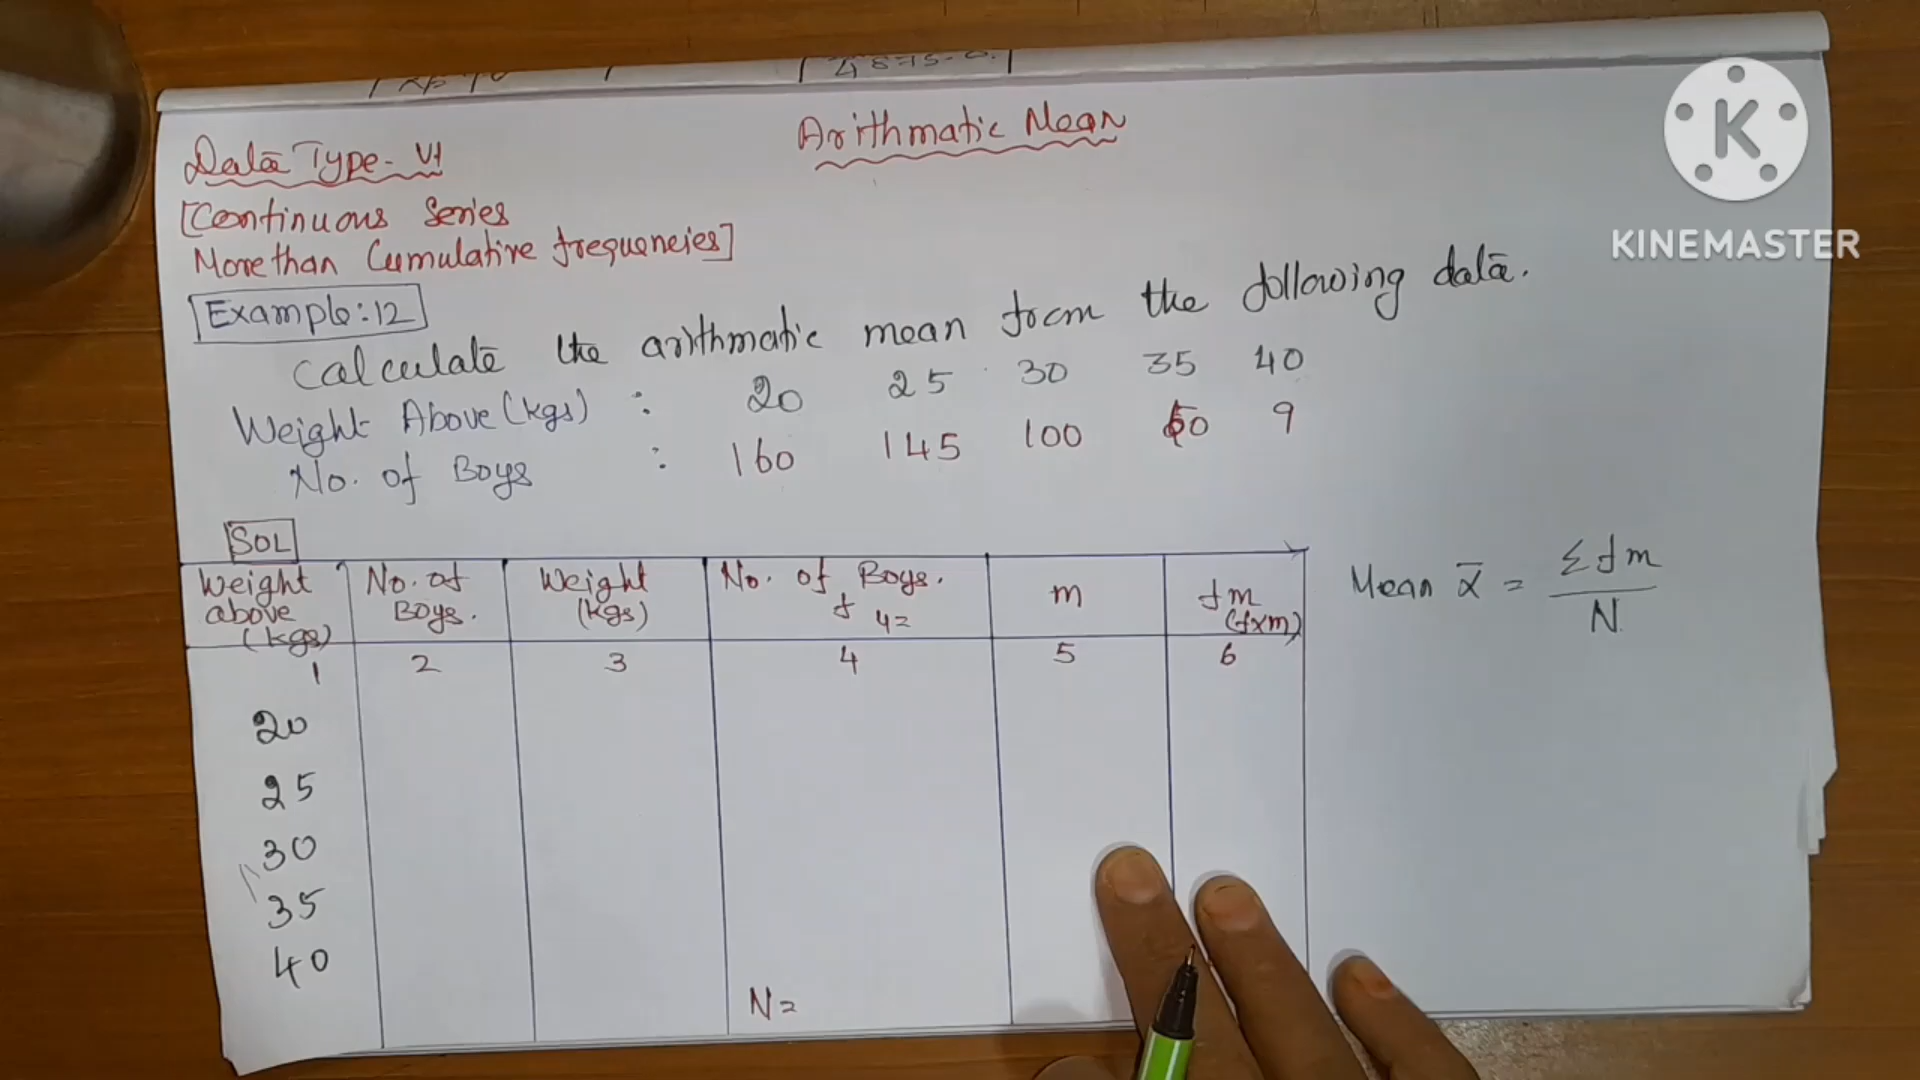 Arithmatic Mean
Data Type - VI
[Continuous Series
More than Cumulative frequencies]
Example:12
Calculate the arithmatic mean from the following data.
Weight Above (kgs) : 20 25 30 35 40
No. of Boys : 160 145 100 60 9
SOL
Weight above (kgs) No. of Boys. Weight (kgs) No. of Boys. f 4= m fm (f×m)
1 2 3 4 5 6
20
25
30
35
40
N=
Mean x̄ = Σfm / N
K
KINEMASTER